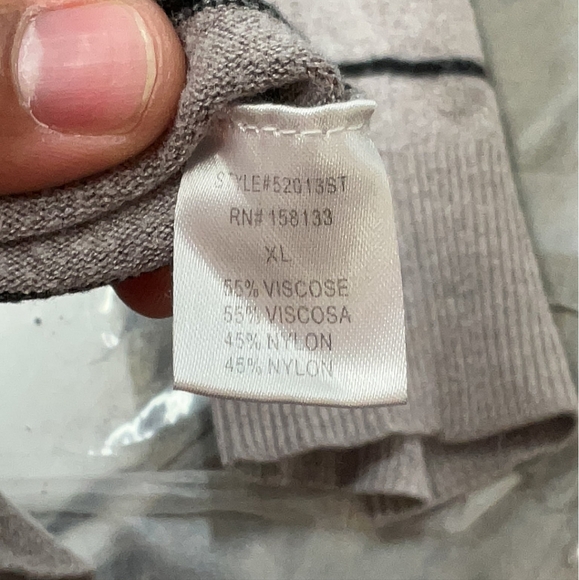 STYLE#52013ST
RN# 158133
XL
55% VISCOSE
55% VISCOSA
45% NYLON
45% NYLON